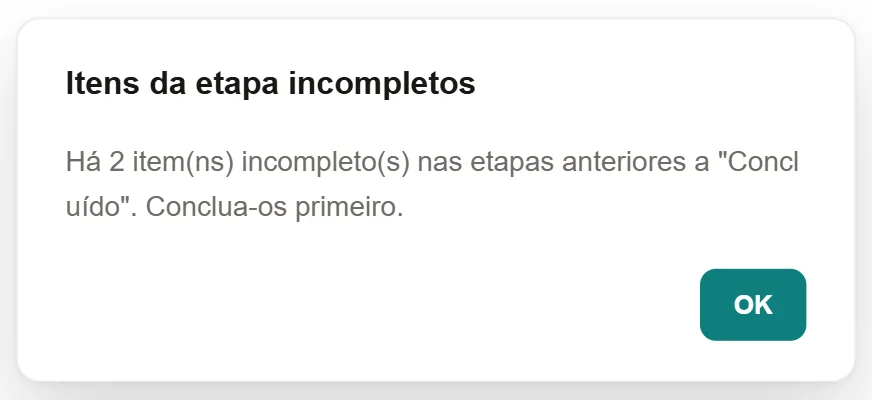 Itens da etapa incompletos
Há 2 item(ns) incompleto(s) nas etapas anteriores a "Concl
uído". Conclua-os primeiro.
OK